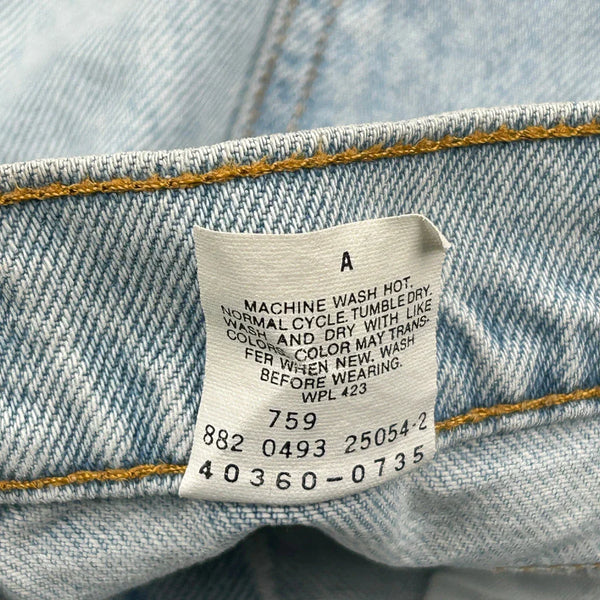 A
MACHINE WASH HOT.
NORMAL CYCLE. TUMBLE DRY.
WASH AND DRY WITH LIKE
COLORS. COLOR MAY TRANS-
FER WHEN NEW. WASH
BEFORE WEARING.
WPL 423
759
882 0493 25054-2
40360-0735